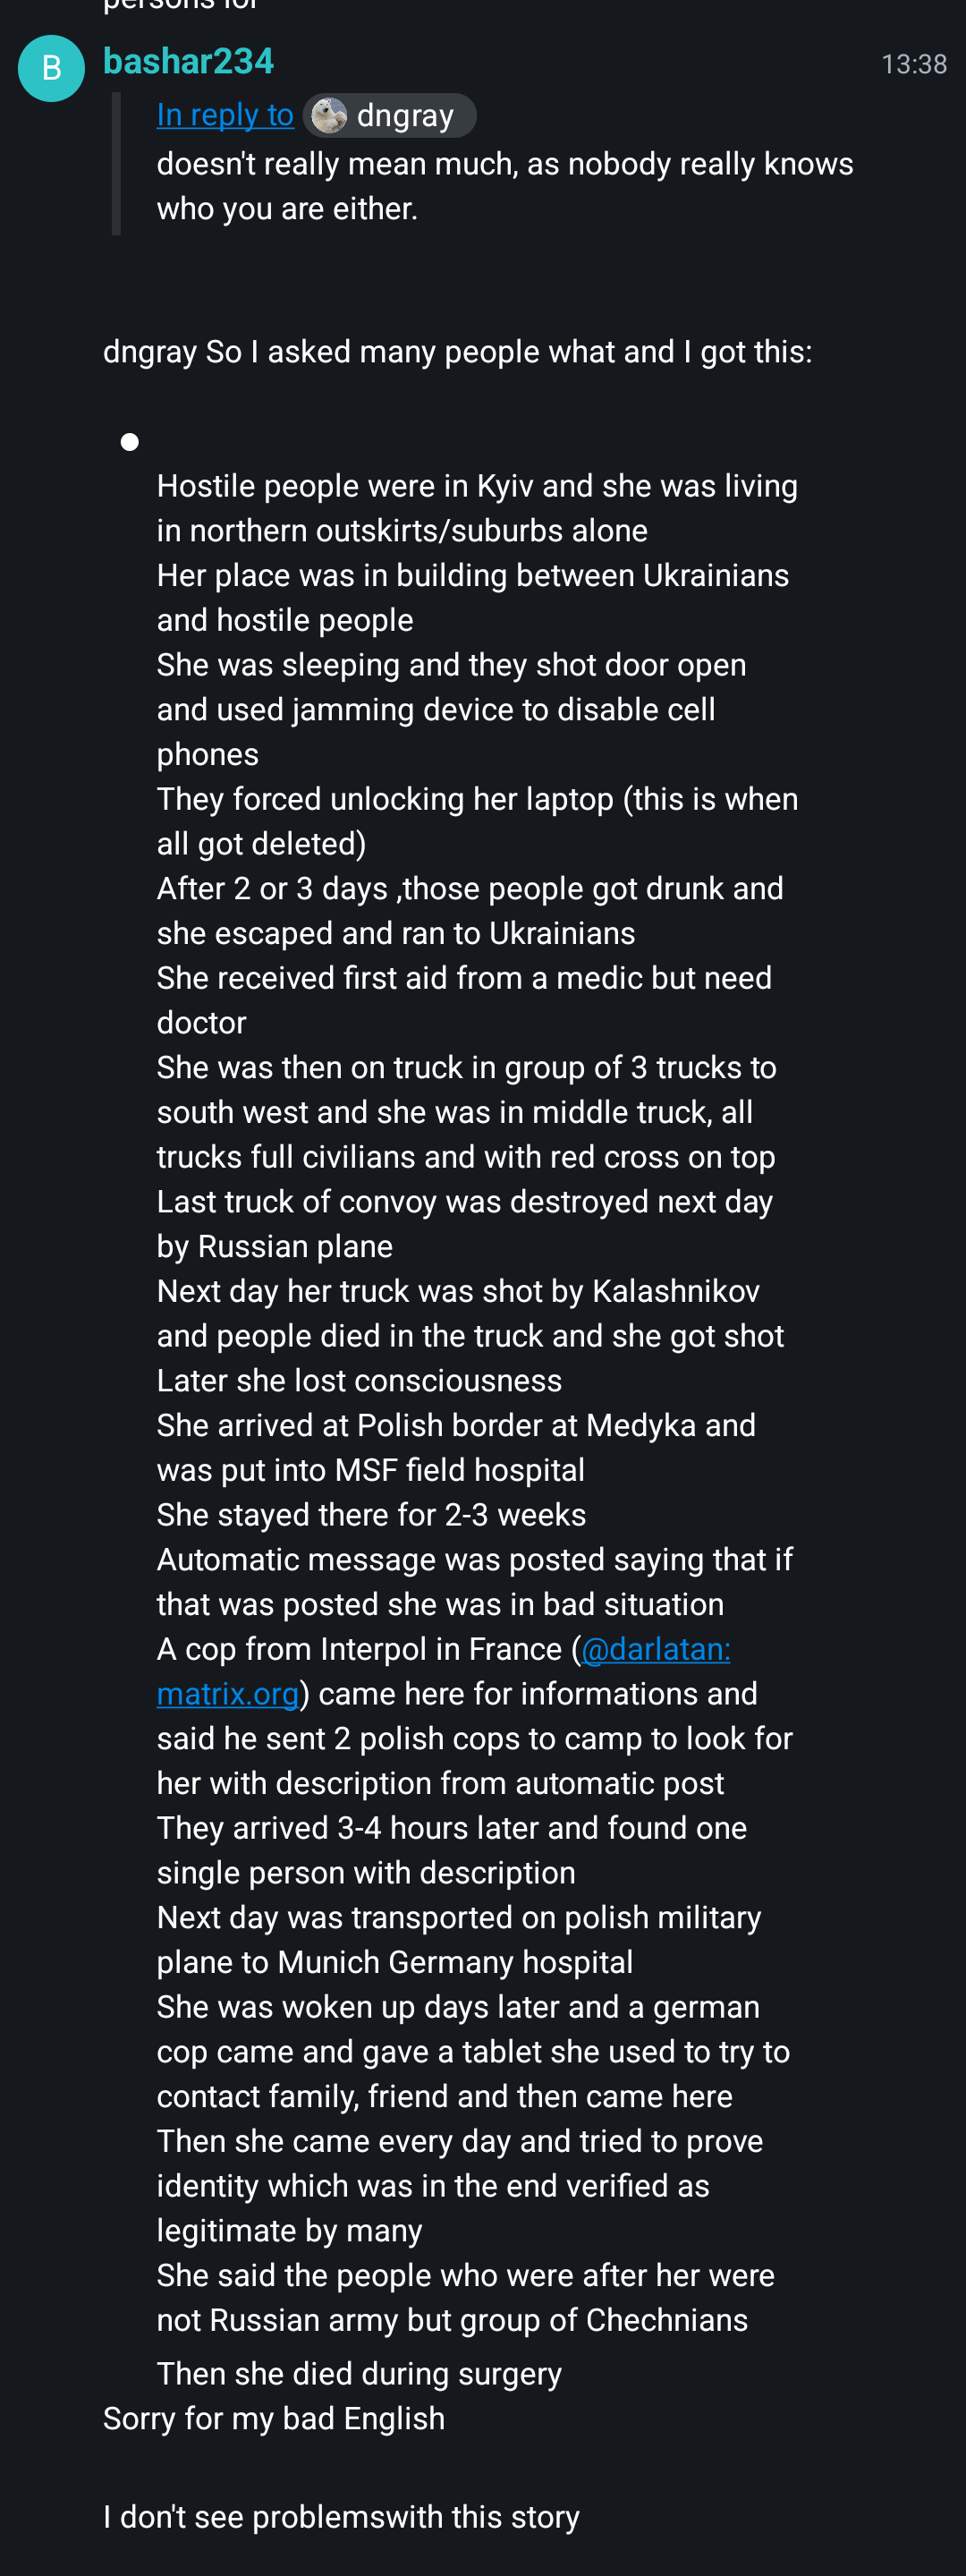 persons for
B
bashar234
13:38
In reply to dngray
doesn't really mean much, as nobody really knows
who you are either.
dngray So I asked many people what and I got this:
Hostile people were in Kyiv and she was living
in northern outskirts/suburbs alone
Her place was in building between Ukrainians
and hostile people
She was sleeping and they shot door open
and used jamming device to disable cell
phones
They forced unlocking her laptop (this is when
all got deleted)
After 2 or 3 days ,those people got drunk and
she escaped and ran to Ukrainians
She received first aid from a medic but need
doctor
She was then on truck in group of 3 trucks to
south west and she was in middle truck, all
trucks full civilians and with red cross on top
Last truck of convoy was destroyed next day
by Russian plane
Next day her truck was shot by Kalashnikov
and people died in the truck and she got shot
Later she lost consciousness
She arrived at Polish border at Medyka and
was put into MSF field hospital
She stayed there for 2-3 weeks
Automatic message was posted saying that if
that was posted she was in bad situation
A cop from Interpol in France (@darlatan:
matrix.org) came here for informations and
said he sent 2 polish cops to camp to look for
her with description from automatic post
They arrived 3-4 hours later and found one
single person with description
Next day was transported on polish military
plane to Munich Germany hospital
She was woken up days later and a german
cop came and gave a tablet she used to try to
contact family, friend and then came here
Then she came every day and tried to prove
identity which was in the end verified as
legitimate by many
She said the people who were after her were
not Russian army but group of Chechnians
Then she died during surgery
Sorry for my bad English
I don't see problemswith this story